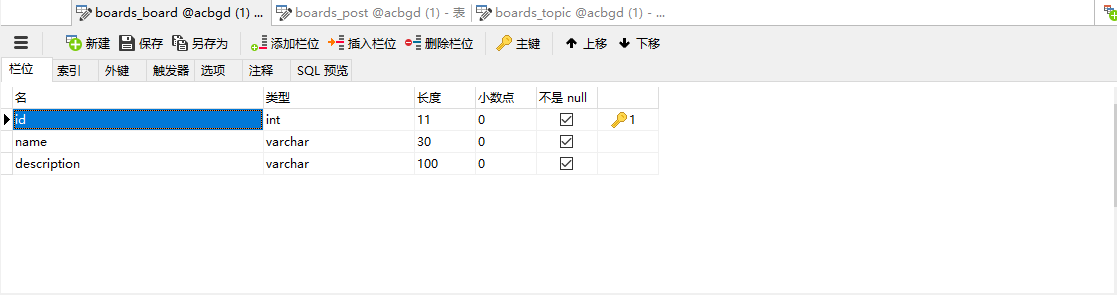 boards_board @acbgd (1) ... boards_post @acbgd (1) - 表 boards_topic @acbgd (1) - ...
新建 保存 另存为 添加栏位 插入栏位 删除栏位 主键 上移 下移
栏位 索引 外键 触发器 选项 注释 SQL 预览
名 类型 长度 小数点 不是 null
id int 11 0 1
name varchar 30 0
description varchar 100 0